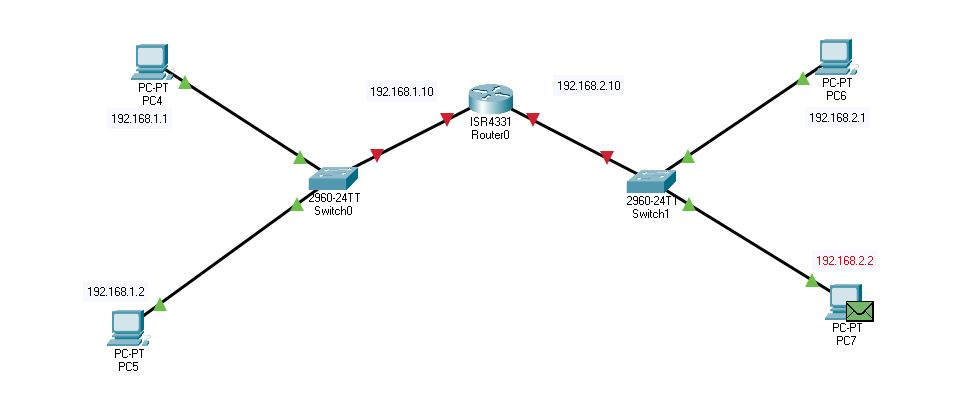 PC-PT
PC4
192.168.1.1
192.168.1.10
ISR4331
Router0
192.168.2.10
PC-PT
PC6
192.168.2.1
2960-24TT
Switch0
2960-24TT
Switch1
192.168.1.2
PC-PT
PC5
192.168.2.2
PC-PT
PC7